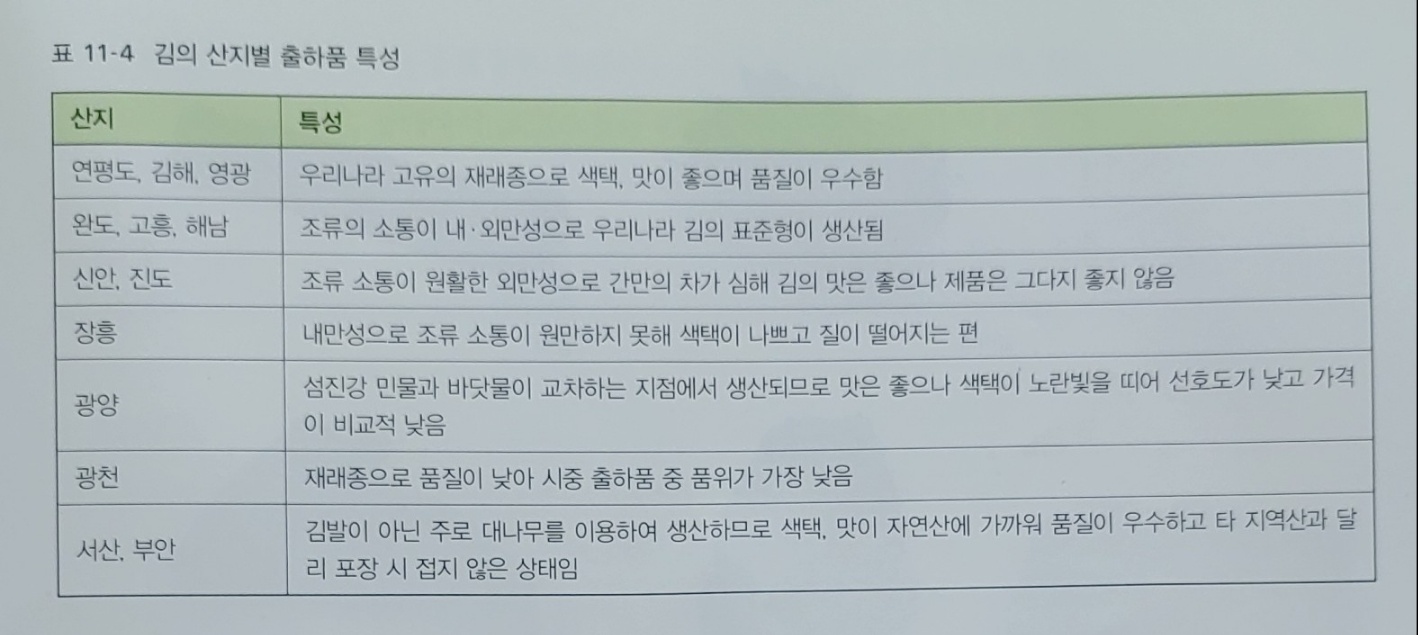 표 11-4 김의 산지별 출하품 특성
산지 특성
연평도, 김해, 영광 우리나라 고유의 재래종으로 색택, 맛이 좋으며 품질이 우수함
완도, 고흥, 해남 조류의 소통이 내·외만성으로 우리나라 김의 표준형이 생산됨
신안, 진도 조류 소통이 원활한 외만성으로 간만의 차가 심해 김의 맛은 좋으나 제품은 그다지 좋지 않음
장흥 내만성으로 조류 소통이 원만하지 못해 색택이 나쁘고 질이 떨어지는 편
광양 섬진강 민물과 바닷물이 교차하는 지점에서 생산되므로 맛은 좋으나 색택이 노란빛을 띠어 선호도가 낮고 가격
이 비교적 낮음
광천 재래종으로 품질이 낮아 시중 출하품 중 품위가 가장 낮음
서산, 부안 김발이 아닌 주로 대나무를 이용하여 생산하므로 색택, 맛이 자연산에 가까워 품질이 우수하고 타 지역산과 달
리 포장 시 접지 않은 상태임